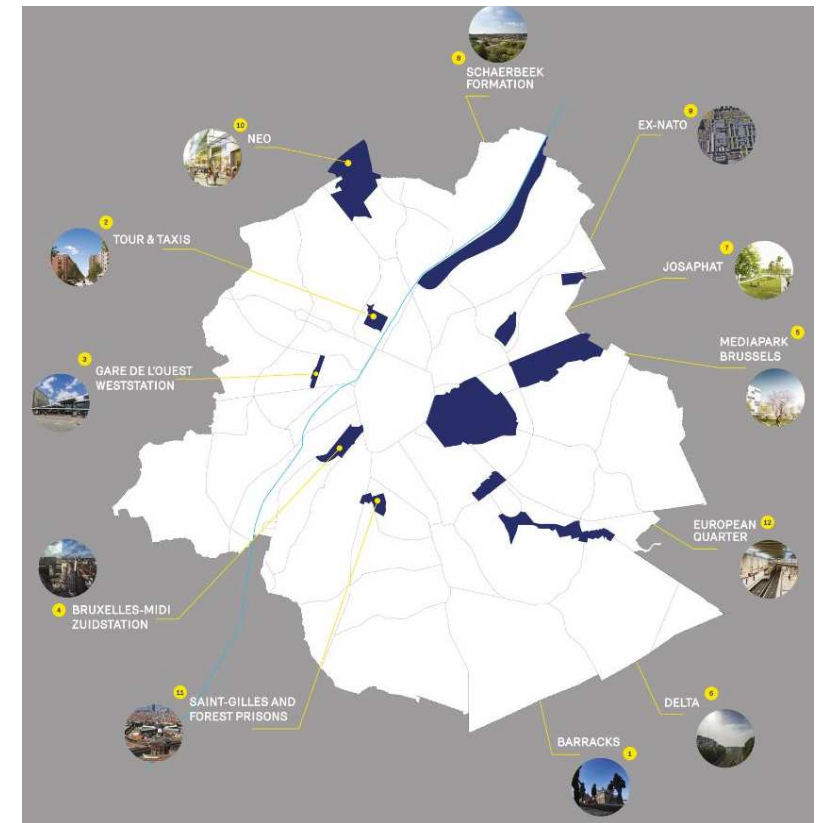 8
SCHAERBEEK
FORMATION
9
EX-NATO
10
NEO
2
TOUR & TAXIS
7
JOSAPHAT
5
MEDIAPARK
BRUSSELS
3
GARE DE L'OUEST
WESTSTATION
EUROPEAN
QUARTER
12
4
BRUXELLES-MIDI
ZUIDSTATION
11
SAINT-GILLES AND
FOREST PRISONS
6
DELTA
BARRACKS
1